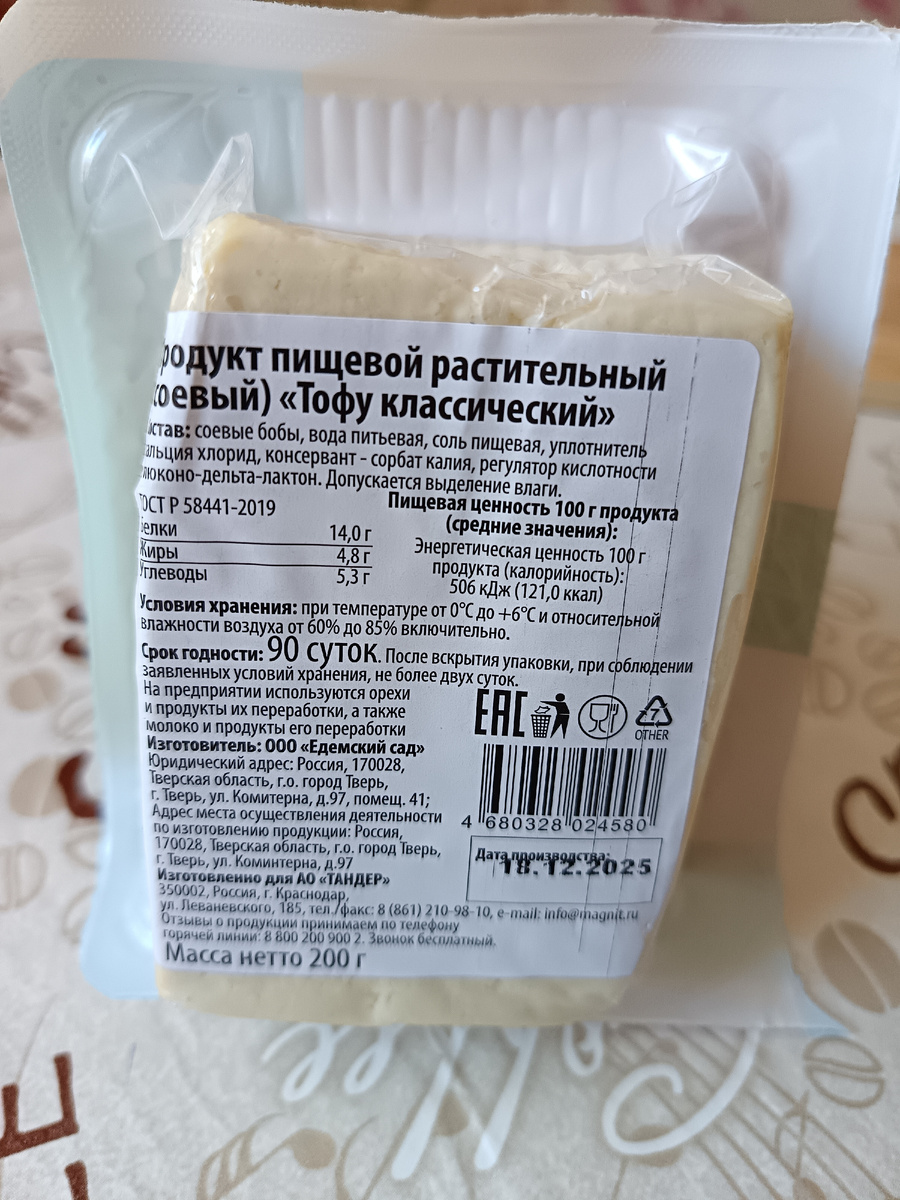 родукт пищевой растительный
оевый) «Тофу классический»
став: соевые бобы, вода питьевая, соль пищевая, уплотнитель
альция хлорид, консервант - сорбат калия, регулятор кислотности
люконо-дельта-лактон. Допускается выделение влаги.
ГОСТ Р 58441-2019
Белки 14,0 г
Жиры 4,8 г
Углеводы 5,3 г
Пищевая ценность 100 г продукта
(средние значения):
Энергетическая ценность 100 г
продукта (калорийность):
506 кДж (121,0 ккал)
Условия хранения: при температуре от 0°С до +6°С и относительной
влажности воздуха от 60% до 85% включительно.
Срок годности: 90 суток. После вскрытия упаковки, при соблюдении
заявленных условий хранения, не более двух суток.
На предприятии используются орехи
и продукты их переработки, а также
молоко и продукты его переработки
Изготовитель: ООО «Едемский сад»
Юридический адрес: Россия, 170028,
Тверская область, г.о. город Тверь,
г. Тверь, ул. Комитерна, д.97, помещ. 41;
Адрес места осуществления деятельности
по изготовлению продукции: Россия,
170028, Тверская область, г.о. город Тверь,
г. Тверь, ул. Коминтерна, д.97
Изготовленно для АО «ТАНДЕР»
350002, Россия, г. Краснодар,
ул. Леваневского, 185, тел./факс: 8 (861) 210-98-10, e-mail: info@magnit.ru
Отзывы о продукции принимаем по телефону
горячей линии: 8 800 200 900 2. Звонок бесплатный.
Масса нетто 200 г
EAC
7
OTHER
4 680328 024580
Дата производства:
18.12.2025